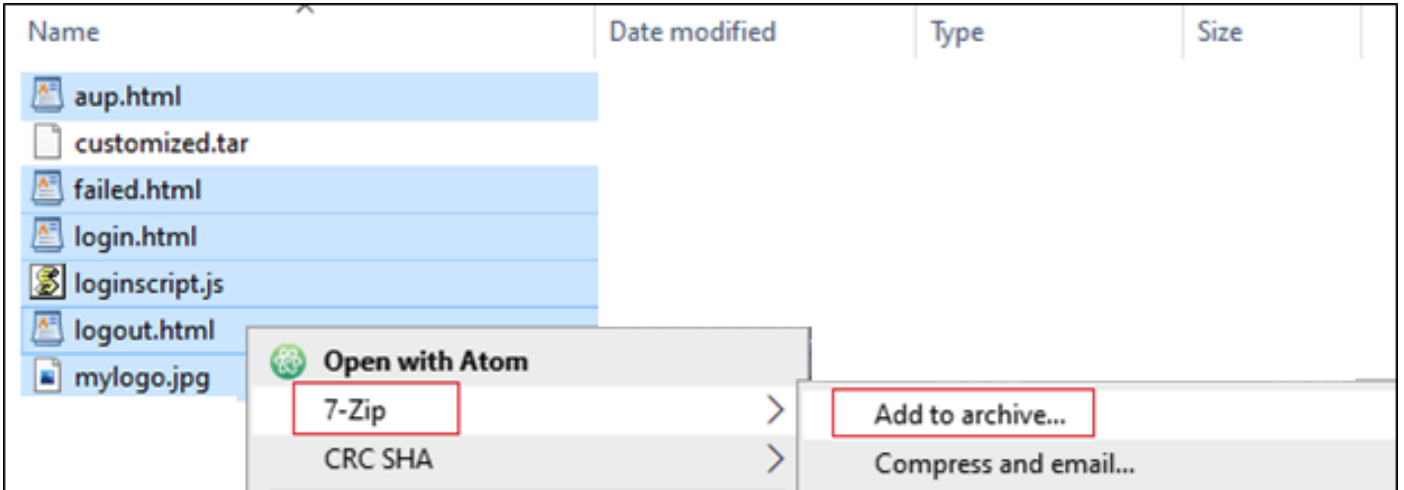 Name Date modified Type Size
aup.html
customized.tar
failed.html
login.html
loginscript.js
logout.html
mylogo.jpg
Open with Atom
7-Zip
CRC SHA
Add to archive...
Compress and email...